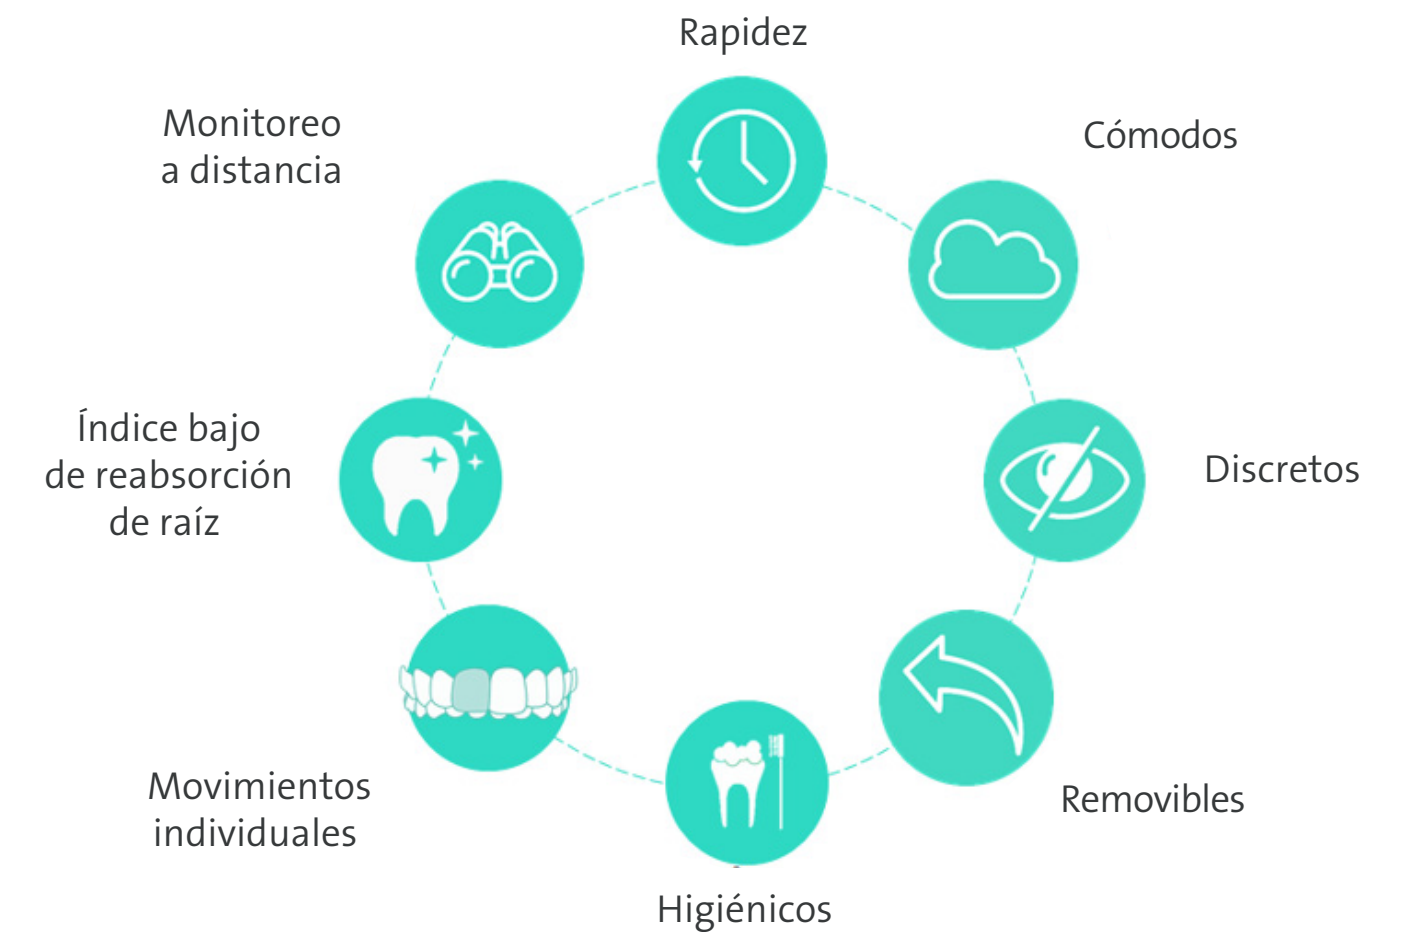 Rapidez
Cómodos
Discretos
Removibles
Higiénicos
Movimientos
individuales
Índice bajo
de reabsorción
de raíz
Monitoreo
a distancia